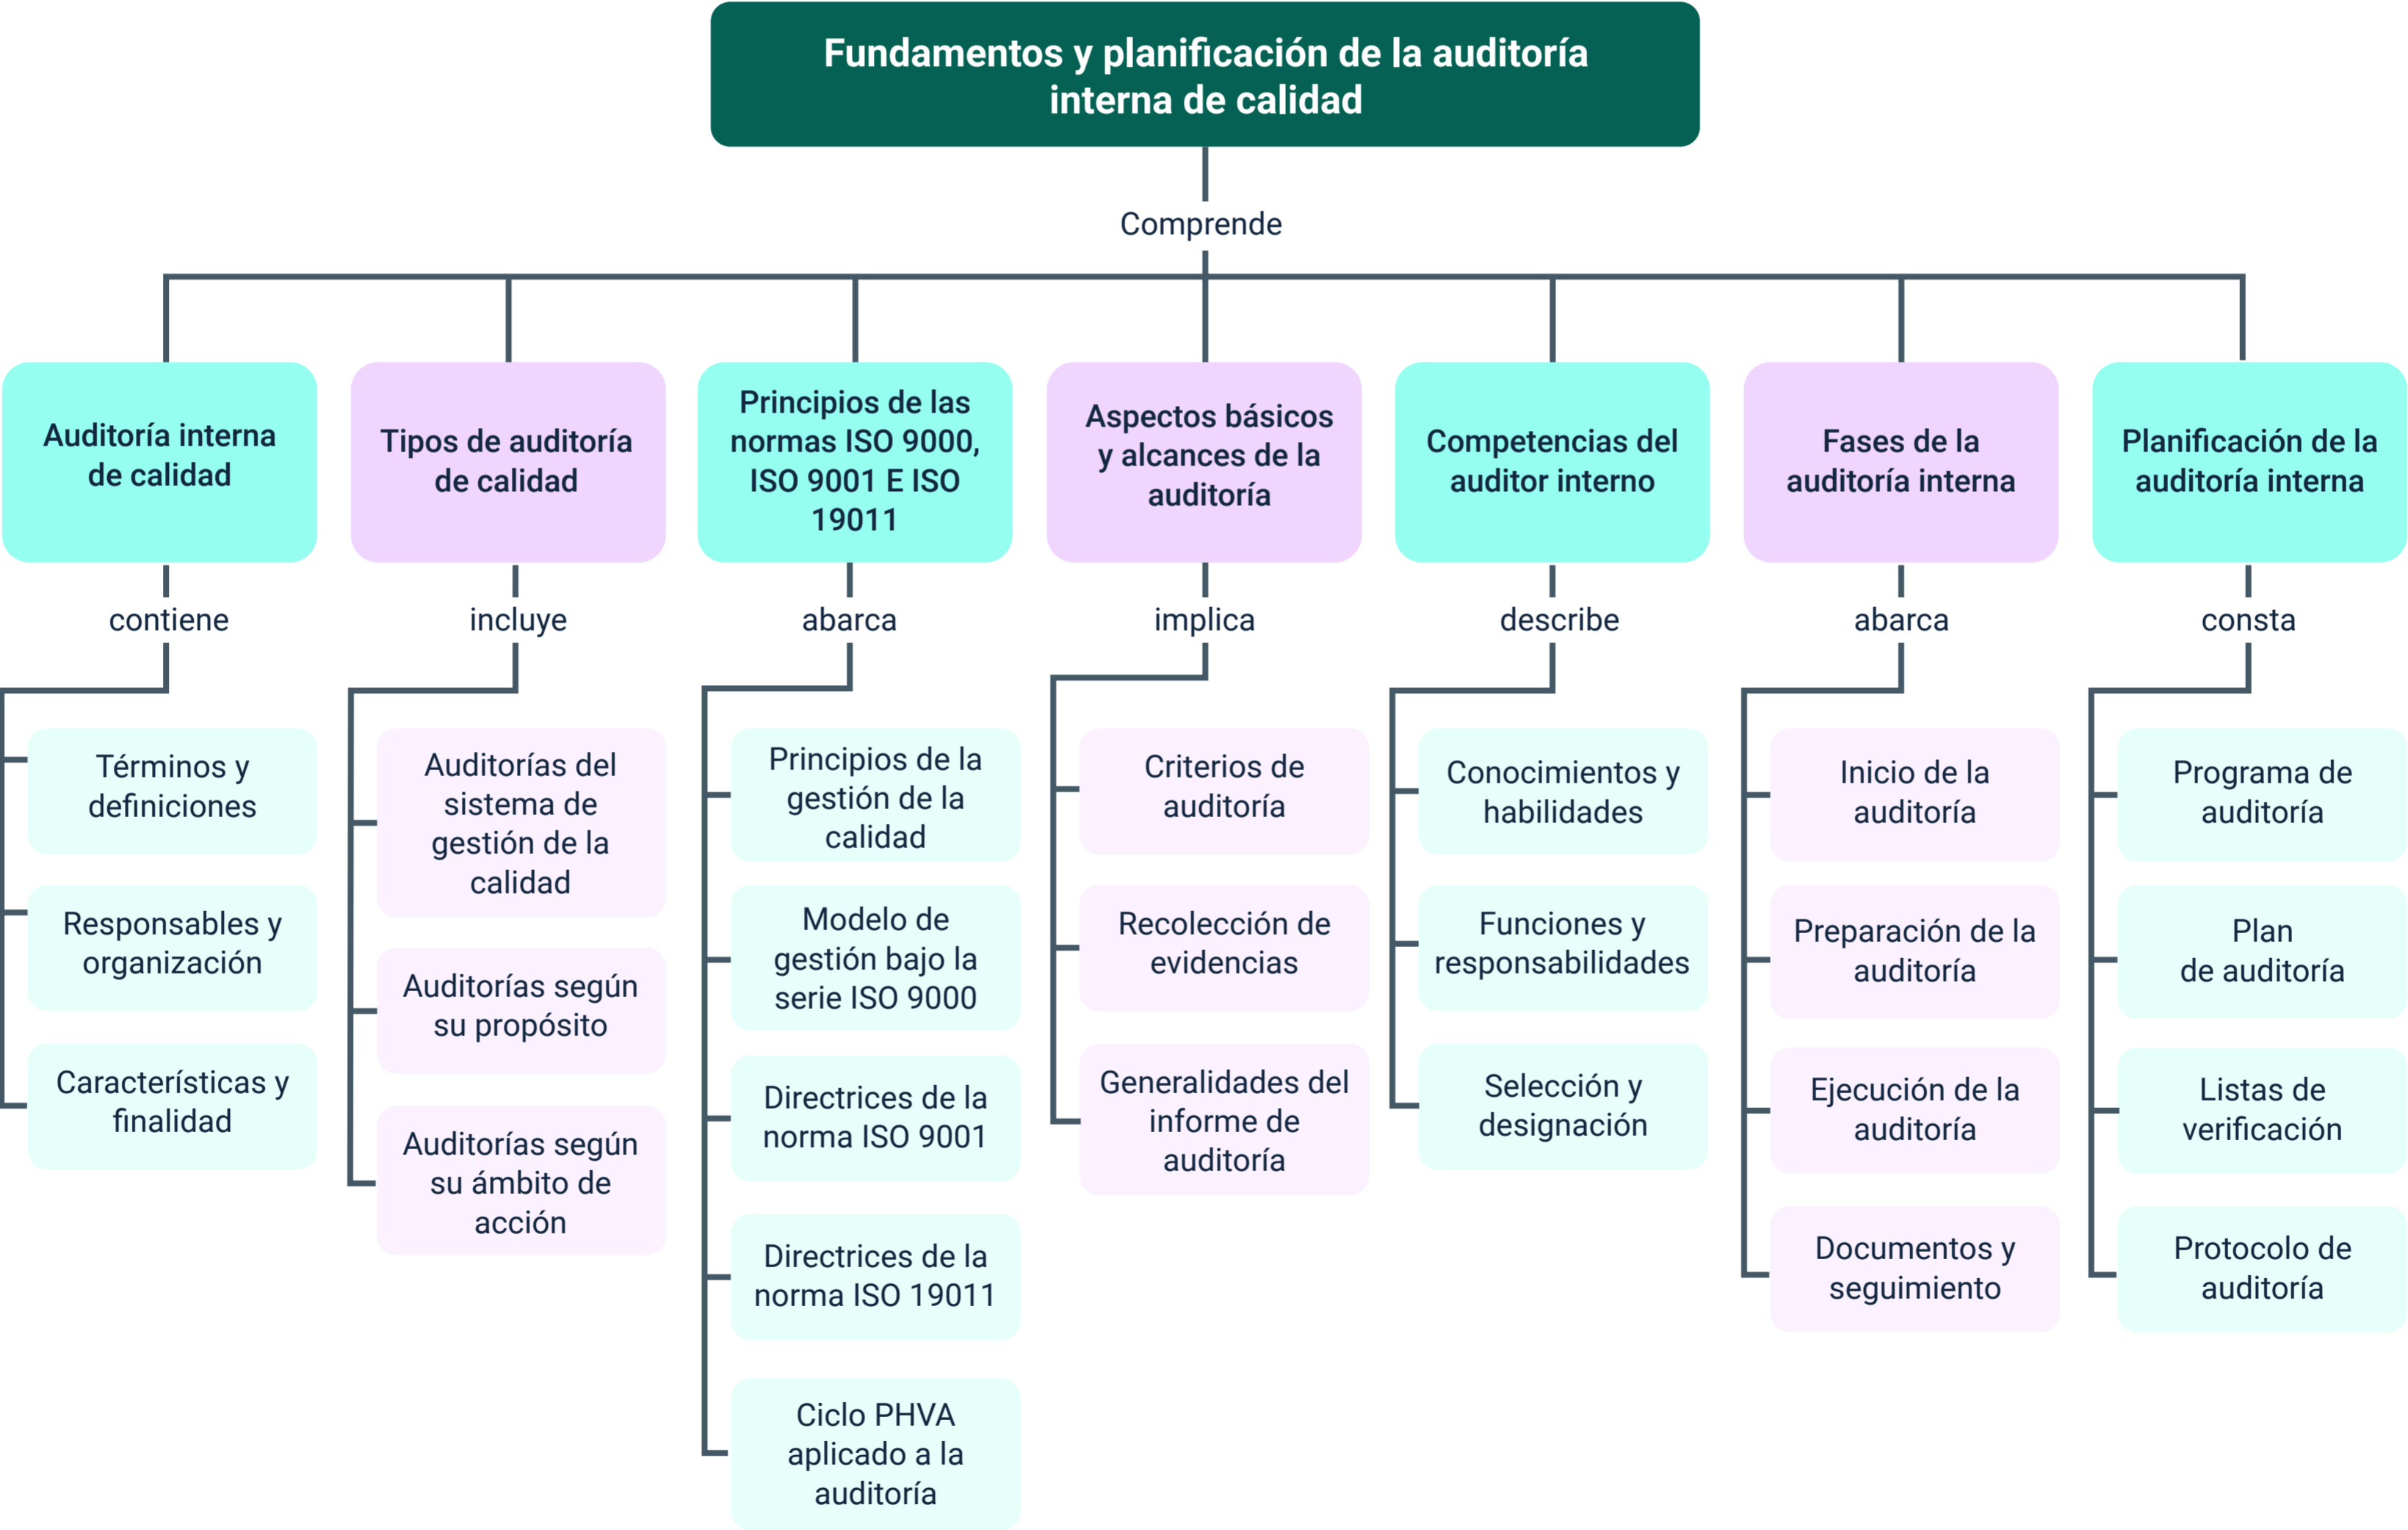 Fundamentos y planificación de la auditoría
interna de calidad
Comprende
Auditoría interna
de calidad
contiene
Términos y
definiciones
Responsables y
organización
Características y
finalidad
Tipos de auditoría
de calidad
incluye
Auditorías del
sistema de
gestión de la
calidad
Auditorías según
su propósito
Auditorías según
su ámbito de
acción
Principios de las
normas ISO 9000,
ISO 9001 E ISO
19011
abarca
Principios de la
gestión de la
calidad
Modelo de
gestión bajo la
serie ISO 9000
Directrices de la
norma ISO 9001
Directrices de la
norma ISO 19011
Ciclo PHVA
aplicado a la
auditoría
Aspectos básicos
y alcances de la
auditoría
implica
Criterios de
auditoría
Recolección de
evidencias
Generalidades del
informe de
auditoría
Competencias del
auditor interno
describe
Conocimientos y
habilidades
Funciones y
responsabilidades
Selección y
designación
Fases de la
auditoría interna
abarca
Inicio de la
auditoría
Preparación de la
auditoría
Ejecución de la
auditoría
Documentos y
seguimiento
Planificación de la
auditoría interna
consta
Programa de
auditoría
Plan
de auditoría
Listas de
verificación
Protocolo de
auditoría